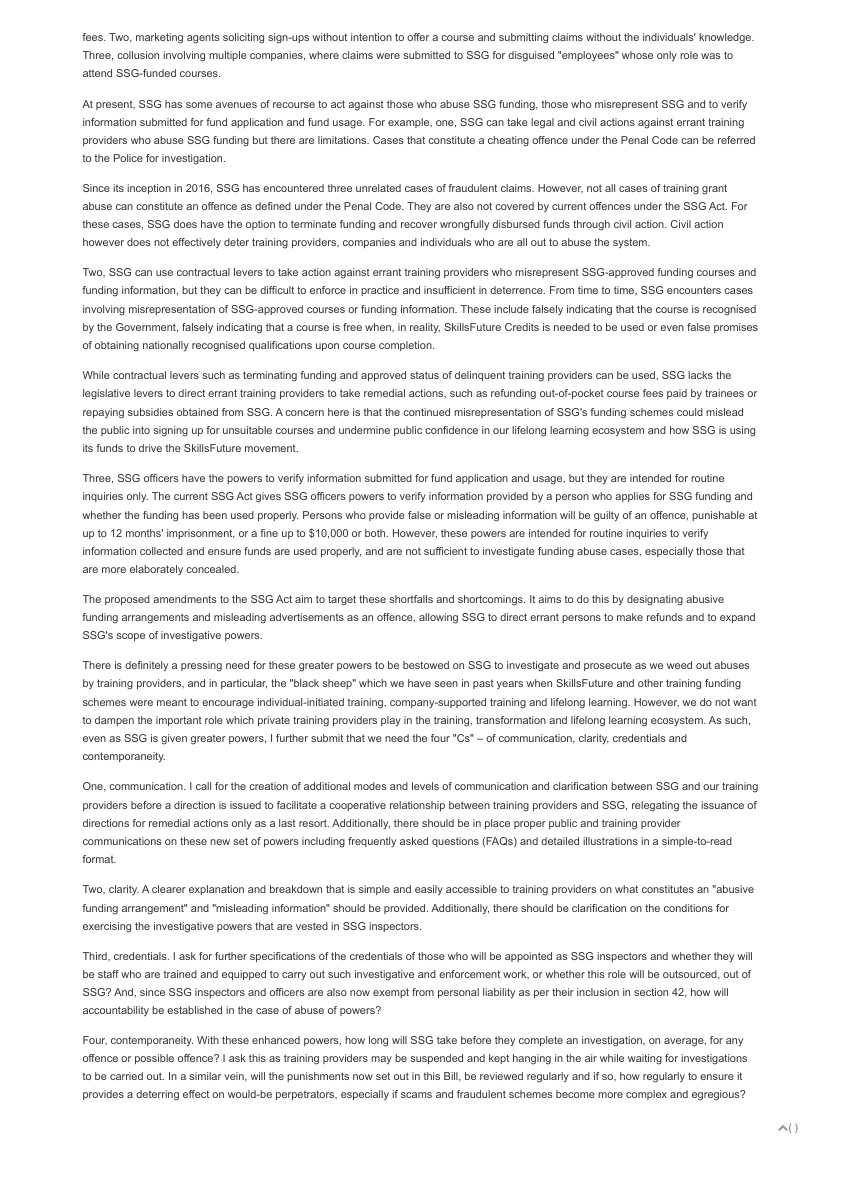 fees. Two, marketing agents soliciting sign-ups without intention to offer a course and submitting claims without the individuals' knowledge.
Three, collusion involving multiple companies, where claims were submitted to SSG for disguised "employees" whose only role was to
attend SSG-funded courses.
At present, SSG has some avenues of recourse to act against those who abuse SSG funding, those who misrepresent SSG and to verify
information submitted for fund application and fund usage. For example, one, SSG can take legal and civil actions against errant training
providers who abuse SSG funding but there are limitations. Cases that constitute a cheating offence under the Penal Code can be referred
to the Police for investigation.
Since its inception in 2016, SSG has encountered three unrelated cases of fraudulent claims. However, not all cases of training grant
abuse can constitute an offence as defined under the Penal Code. They are also not covered by current offences under the SSG Act. For
these cases, SSG does have the option to terminate funding and recover wrongfully disbursed funds through civil action. Civil action
however does not effectively deter training providers, companies and individuals who are all out to abuse the system.
Two, SSG can use contractual levers to take action against errant training providers who misrepresent SSG-approved funding courses and
funding information, but they can be difficult to enforce in practice and insufficient in deterrence. From time to time, SSG encounters cases
involving misrepresentation of SSG-approved courses or funding information. These include falsely indicating that the course is recognised
by the Government, falsely indicating that a course is free when, in reality, SkillsFuture Credits is needed to be used or even false promises
of obtaining nationally recognised qualifications upon course completion.
While contractual levers such as terminating funding and approved status of delinquent training providers can be used, SSG lacks the
legislative levers to direct errant training providers to take remedial actions, such as refunding out-of-pocket course fees paid by trainees or
repaying subsidies obtained from SSG. A concern here is that the continued misrepresentation of SSG's funding schemes could mislead
the public into signing up for unsuitable courses and undermine public confidence in our lifelong learning ecosystem and how SSG is using
its funds to drive the SkillsFuture movement.
Three, SSG officers have the powers to verify information submitted for fund application and usage, but they are intended for routine
inquiries only. The current SSG Act gives SSG officers powers to verify information provided by a person who applies for SSG funding and
whether the funding has been used properly. Persons who provide false or misleading information will be guilty of an offence, punishable at
up to 12 months' imprisonment, or a fine up to $10,000 or both. However, these powers are intended for routine inquiries to verify
information collected and ensure funds are used properly, and are not sufficient to investigate funding abuse cases, especially those that
are more elaborately concealed.
The proposed amendments to the SSG Act aim to target these shortfalls and shortcomings. It aims to do this by designating abusive
funding arrangements and misleading advertisements as an offence, allowing SSG to direct errant persons to make refunds and to expand
SSG's scope of investigative powers.
There is definitely a pressing need for these greater powers to be bestowed on SSG to investigate and prosecute as we weed out abuses
by training providers, and in particular, the "black sheep" which we have seen in past years when SkillsFuture and other training funding
schemes were meant to encourage individual-initiated training, company-supported training and lifelong learning. However, we do not want
to dampen the important role which private training providers play in the training, transformation and lifelong learning ecosystem. As such,
even as SSG is given greater powers, I further submit that we need the four "Cs" – of communication, clarity, credentials and
contemporaneity.
One, communication. I call for the creation of additional modes and levels of communication and clarification between SSG and our training
providers before a direction is issued to facilitate a cooperative relationship between training providers and SSG, relegating the issuance of
directions for remedial actions only as a last resort. Additionally, there should be in place proper public and training provider
communications on these new set of powers including frequently asked questions (FAQs) and detailed illustrations in a simple-to-read
format.
Two, clarity. A clearer explanation and breakdown that is simple and easily accessible to training providers on what constitutes an "abusive
funding arrangement" and "misleading information" should be provided. Additionally, there should be clarification on the conditions for
exercising the investigative powers that are vested in SSG inspectors.
Third, credentials. I ask for further specifications of the credentials of those who will be appointed as SSG inspectors and whether they will
be staff who are trained and equipped to carry out such investigative and enforcement work, or whether this role will be outsourced, out of
SSG? And, since SSG inspectors and officers are also now exempt from personal liability as per their inclusion in section 42, how will
accountability be established in the case of abuse of powers?
Four, contemporaneity. With these enhanced powers, how long will SSG take before they complete an investigation, on average, for any
offence or possible offence? I ask this as training providers may be suspended and kept hanging in the air while waiting for investigations
to be carried out. In a similar vein, will the punishments now set out in this Bill, be reviewed regularly and if so, how regularly to ensure it
provides a deterring effect on would-be perpetrators, especially if scams and fraudulent schemes become more complex and egregious?
( )